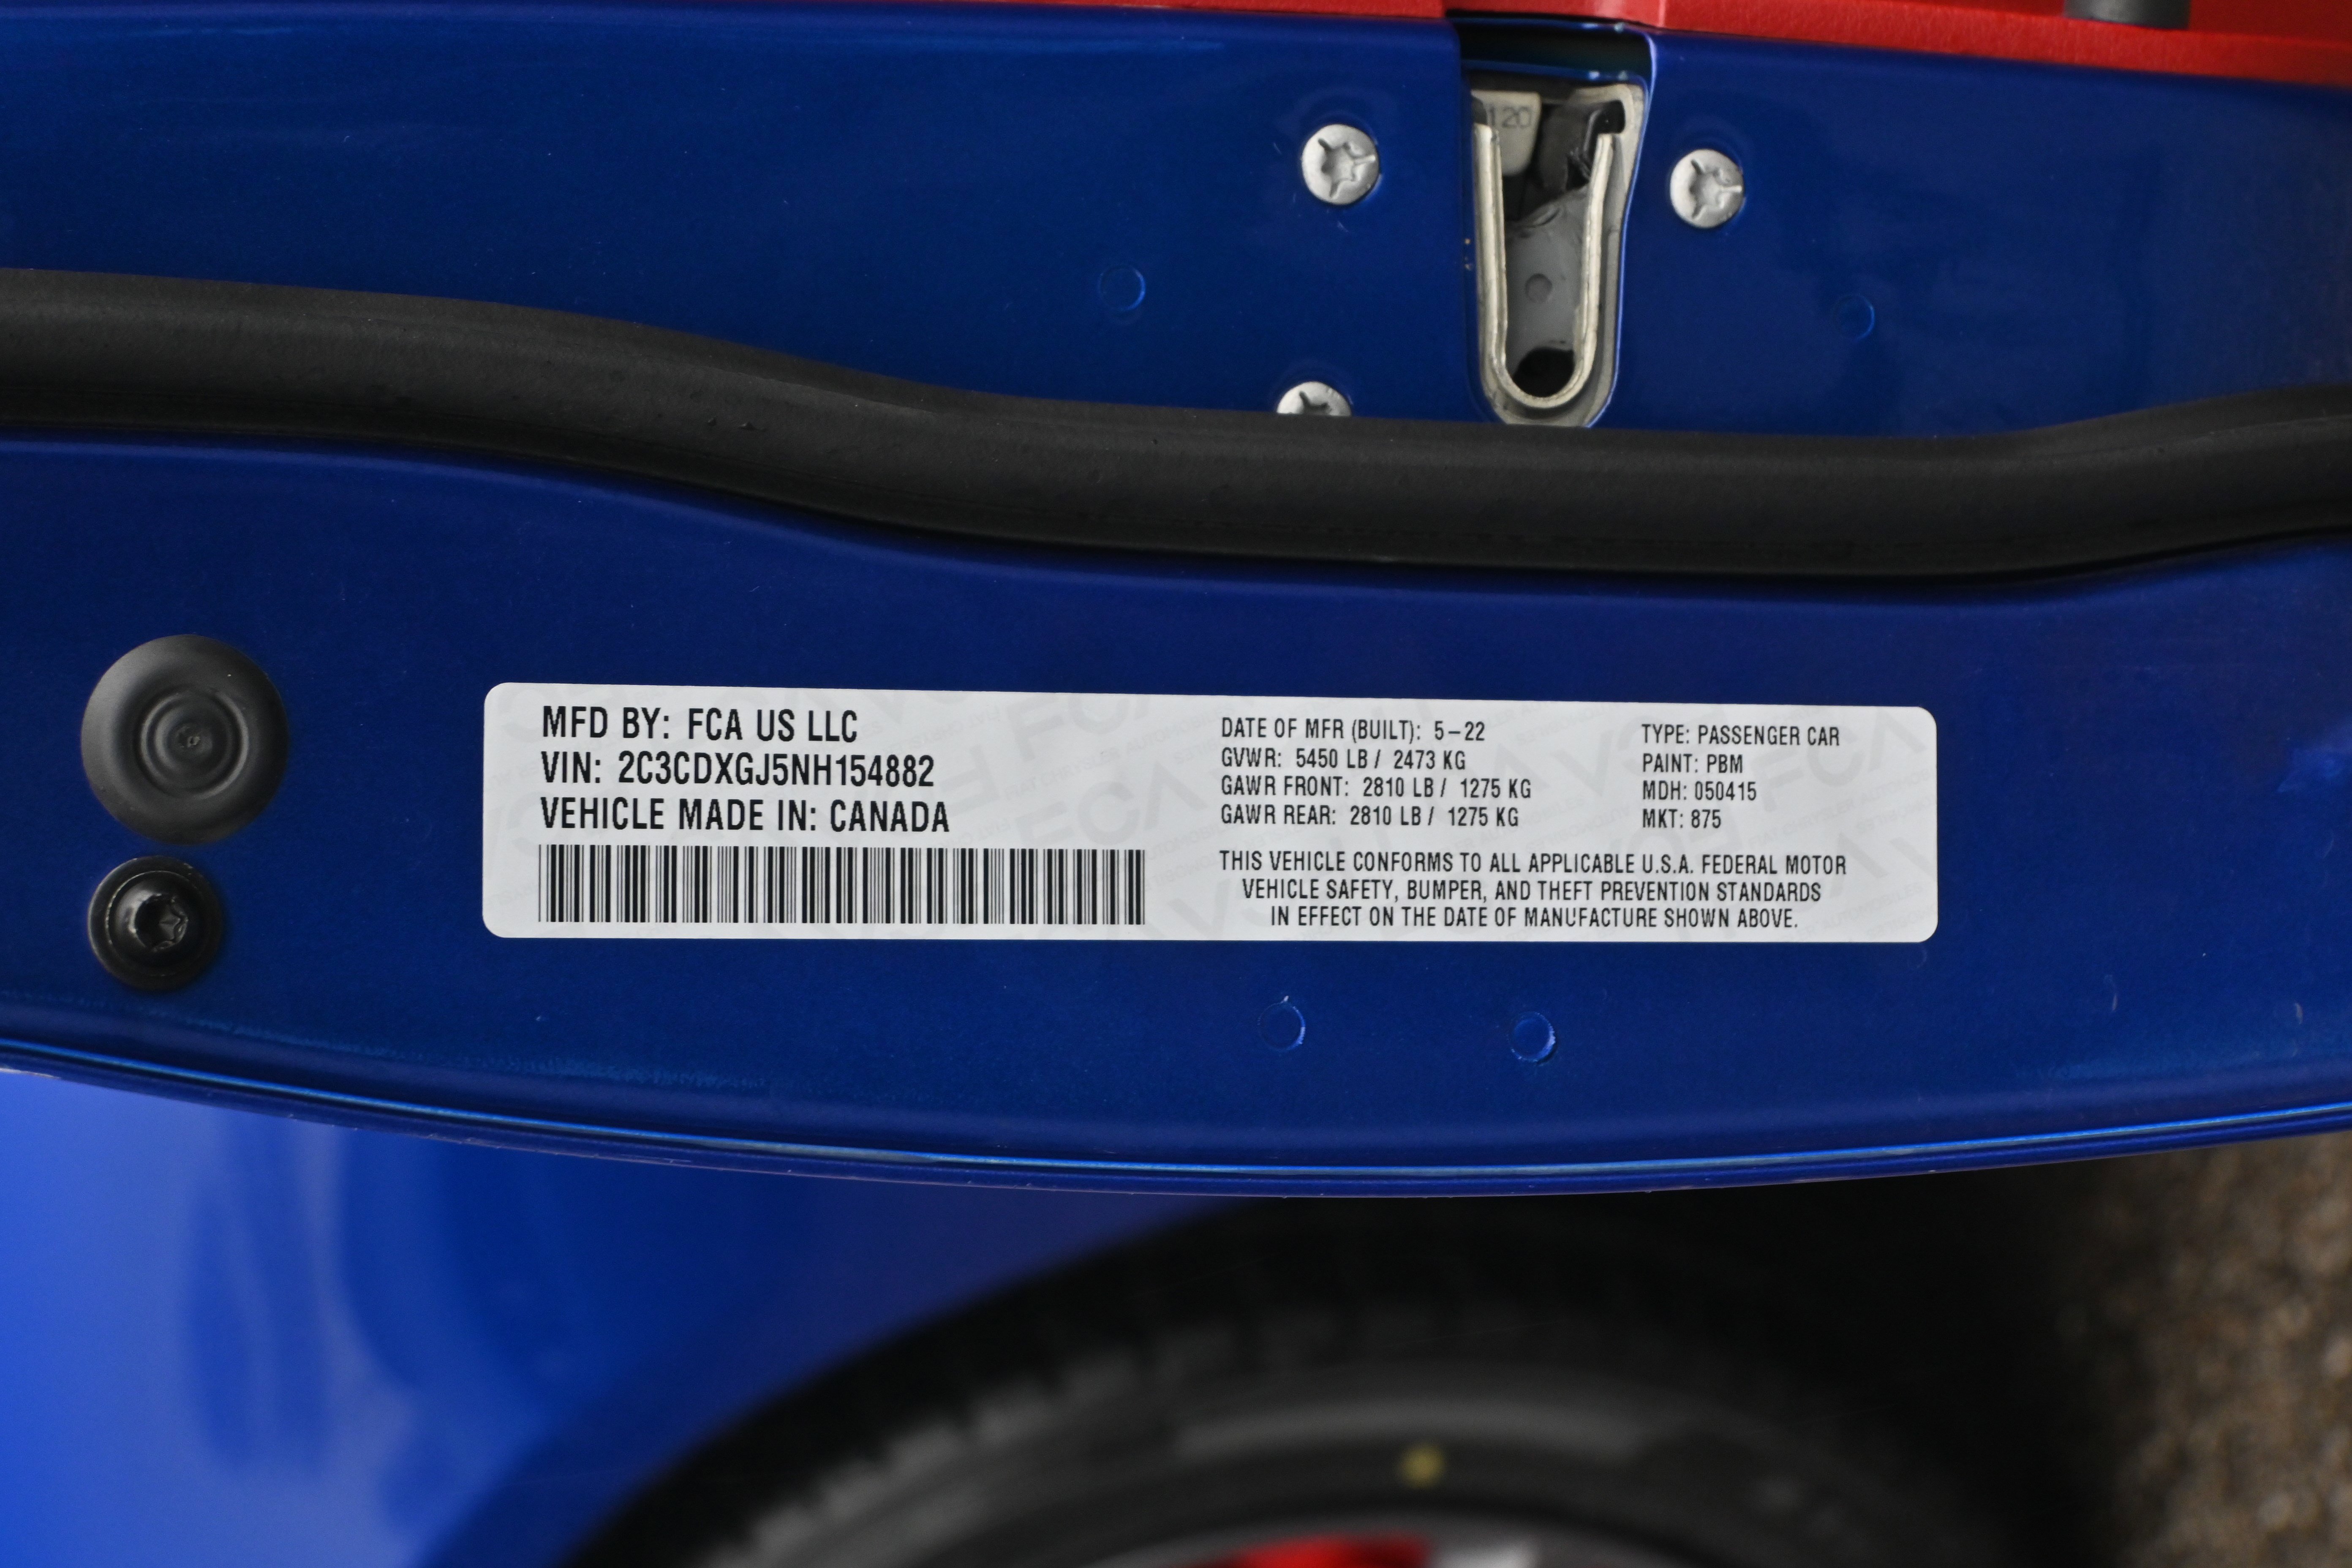 120
MFD BY: FCA US LLC
VIN: 2C3CDXGJ5NH154882
VEHICLE MADE IN: CANADA
DATE OF MFR (BUILT): 5-22
GVWR: 5450 LB / 2473 KG
GAWR FRONT: 2810 LB / 1275 KG
GAWR REAR: 2810 LB / 1275 KG
TYPE: PASSENGER CAR
PAINT: PBM
MDH: 050415
MKT: 875
THIS VEHICLE CONFORMS TO ALL APPLICABLE U.S.A. FEDERAL MOTOR
VEHICLE SAFETY, BUMPER, AND THEFT PREVENTION STANDARDS
IN EFFECT ON THE DATE OF MANUFACTURE SHOWN ABOVE.